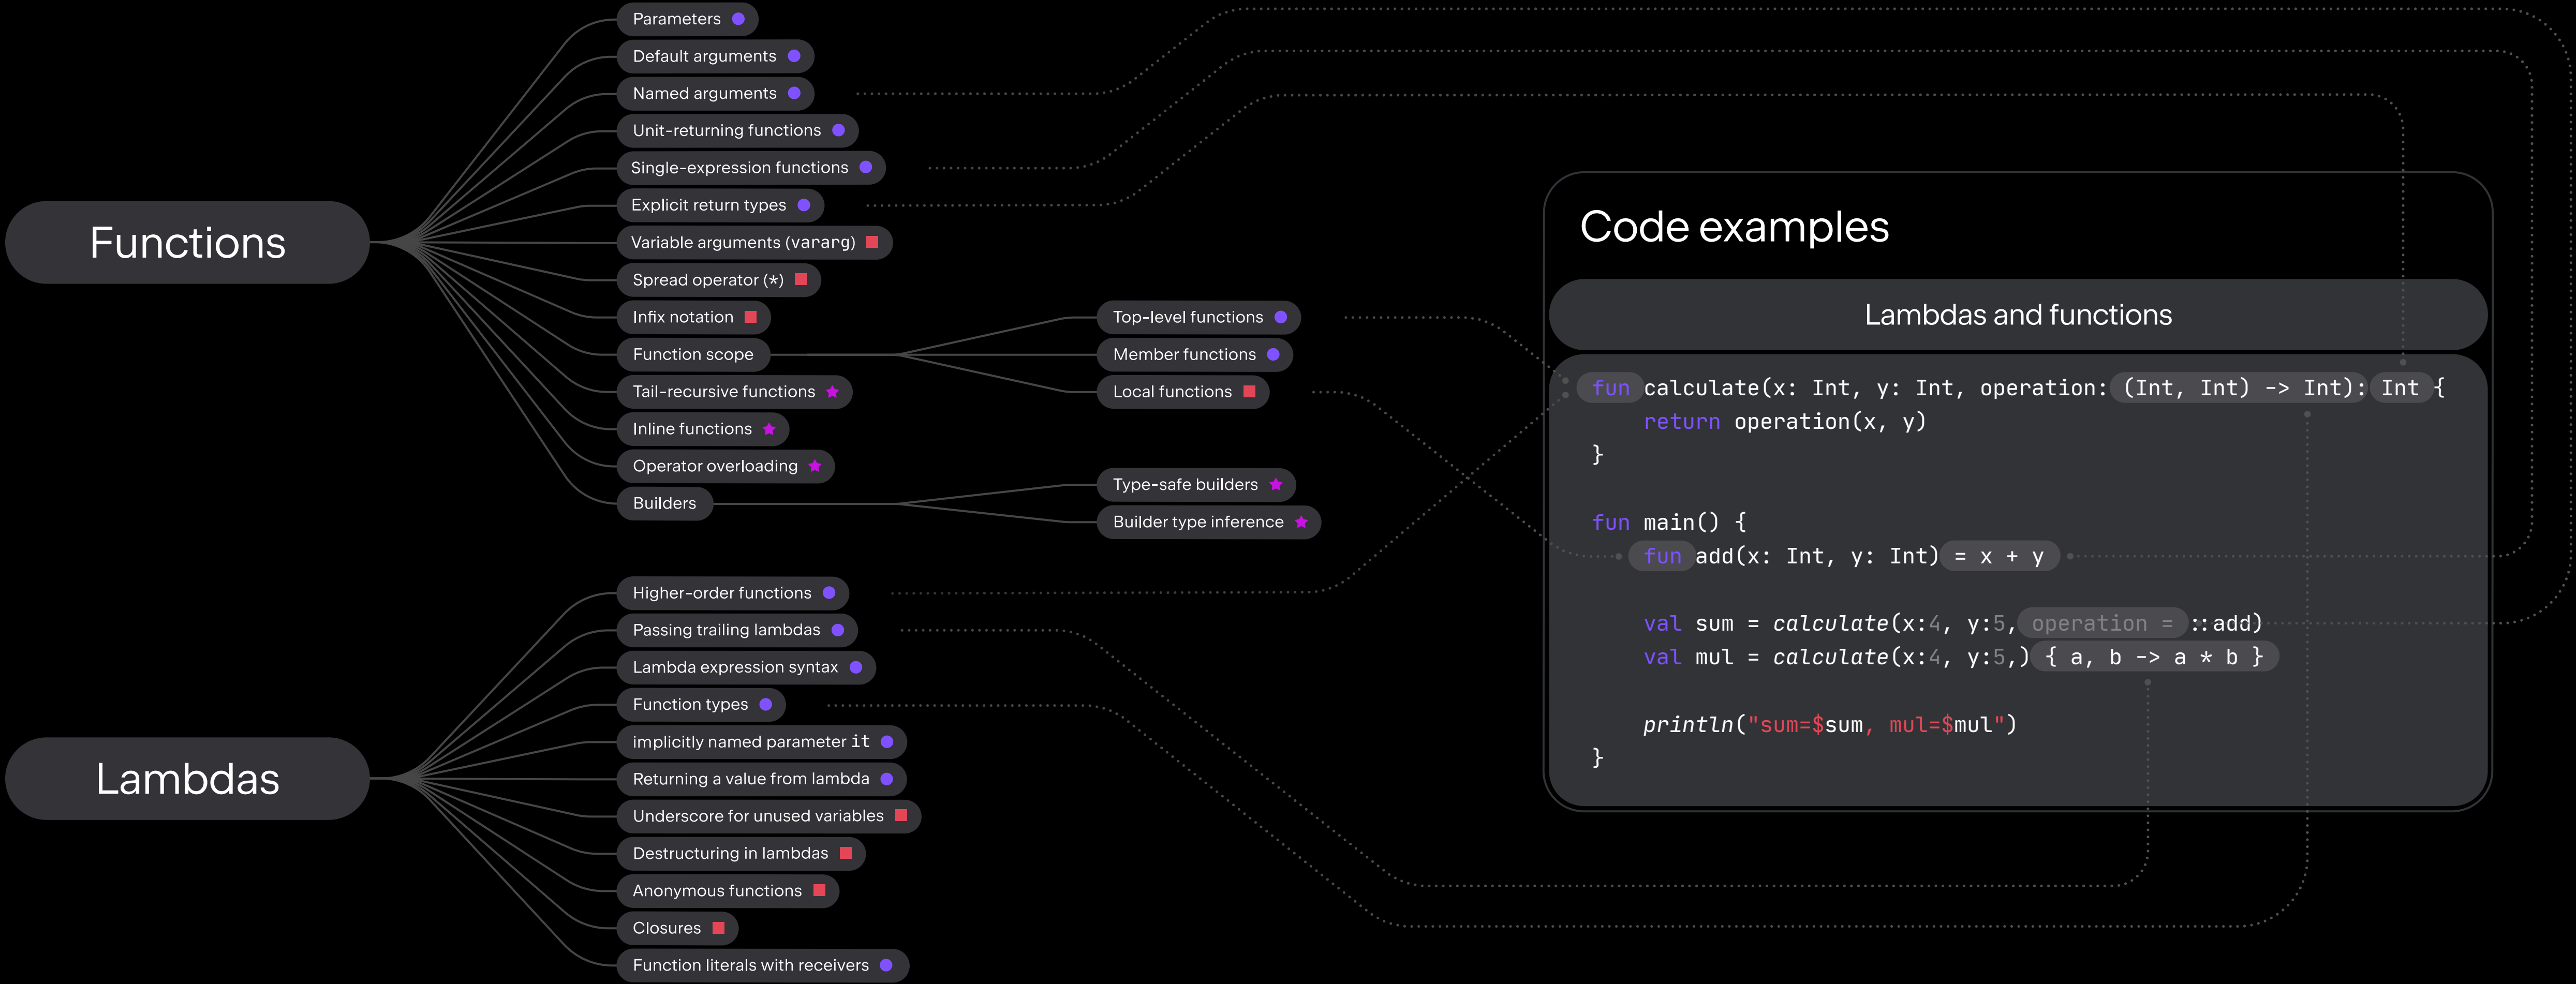 Functions
Parameters
Default arguments
Named arguments
Unit-returning functions
Single-expression functions
Explicit return types
Variable arguments (vararg)
Spread operator (*)
Infix notation
Function scope
Top-level functions
Member functions
Local functions
Tail-recursive functions
Inline functions
Operator overloading
Builders
Type-safe builders
Builder type inference
Lambdas
Higher-order functions
Passing trailing lambdas
Lambda expression syntax
Function types
implicitly named parameter it
Returning a value from lambda
Underscore for unused variables
Destructuring in lambdas
Anonymous functions
Closures
Function literals with receivers
Code examples
Lambdas and functions
fun calculate(x: Int, y: Int, operation: (Int, Int) -> Int): Int {
return operation(x, y)
}
fun main() {
fun add(x: Int, y: Int) = x + y
val sum = calculate(x:4, y:5, operation = ::add)
val mul = calculate(x:4, y:5,) { a, b -> a * b }
println("sum=$sum, mul=$mul")
}